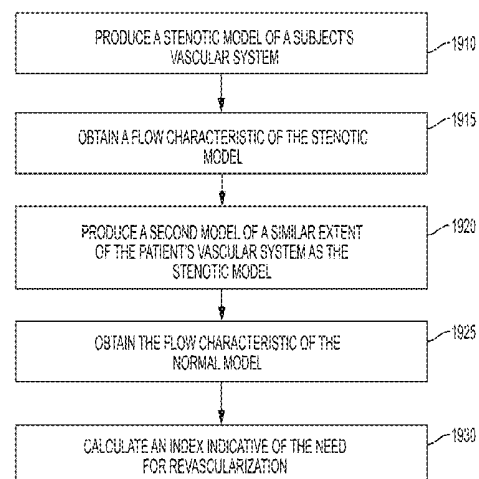 PRODUCE A STENOTIC MODEL OF A SUBJECT'S
VASCULAR SYSTEM
1910
OBTAIN A FLOW CHARACTERISTIC OF THE STENOTIC
MODEL
1915
PRODUCE A SECOND MODEL OF A SIMILAR EXTENT
OF THE PATIENT'S VASCULAR SYSTEM AS THE
STENOTIC MODEL
1920
OBTAIN THE FLOW CHARACTERISTIC OF THE
NORMAL MODEL
1925
CALCULATE AN INDEX INDICATIVE OF THE NEED
FOR REVASCULARIZATION
1930